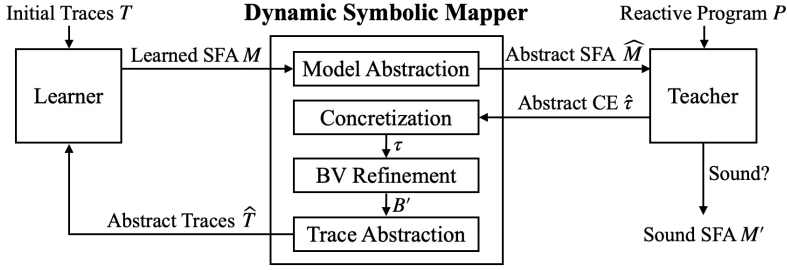 Initial Traces T
Dynamic Symbolic Mapper
Reactive Program P
Learned SFA M
Model Abstraction
Abstract SFA M̂
Learner
Concretization
Abstract CE τ̂
Teacher
τ
BV Refinement
Sound?
B′
Abstract Traces T̂
Trace Abstraction
Sound SFA M′